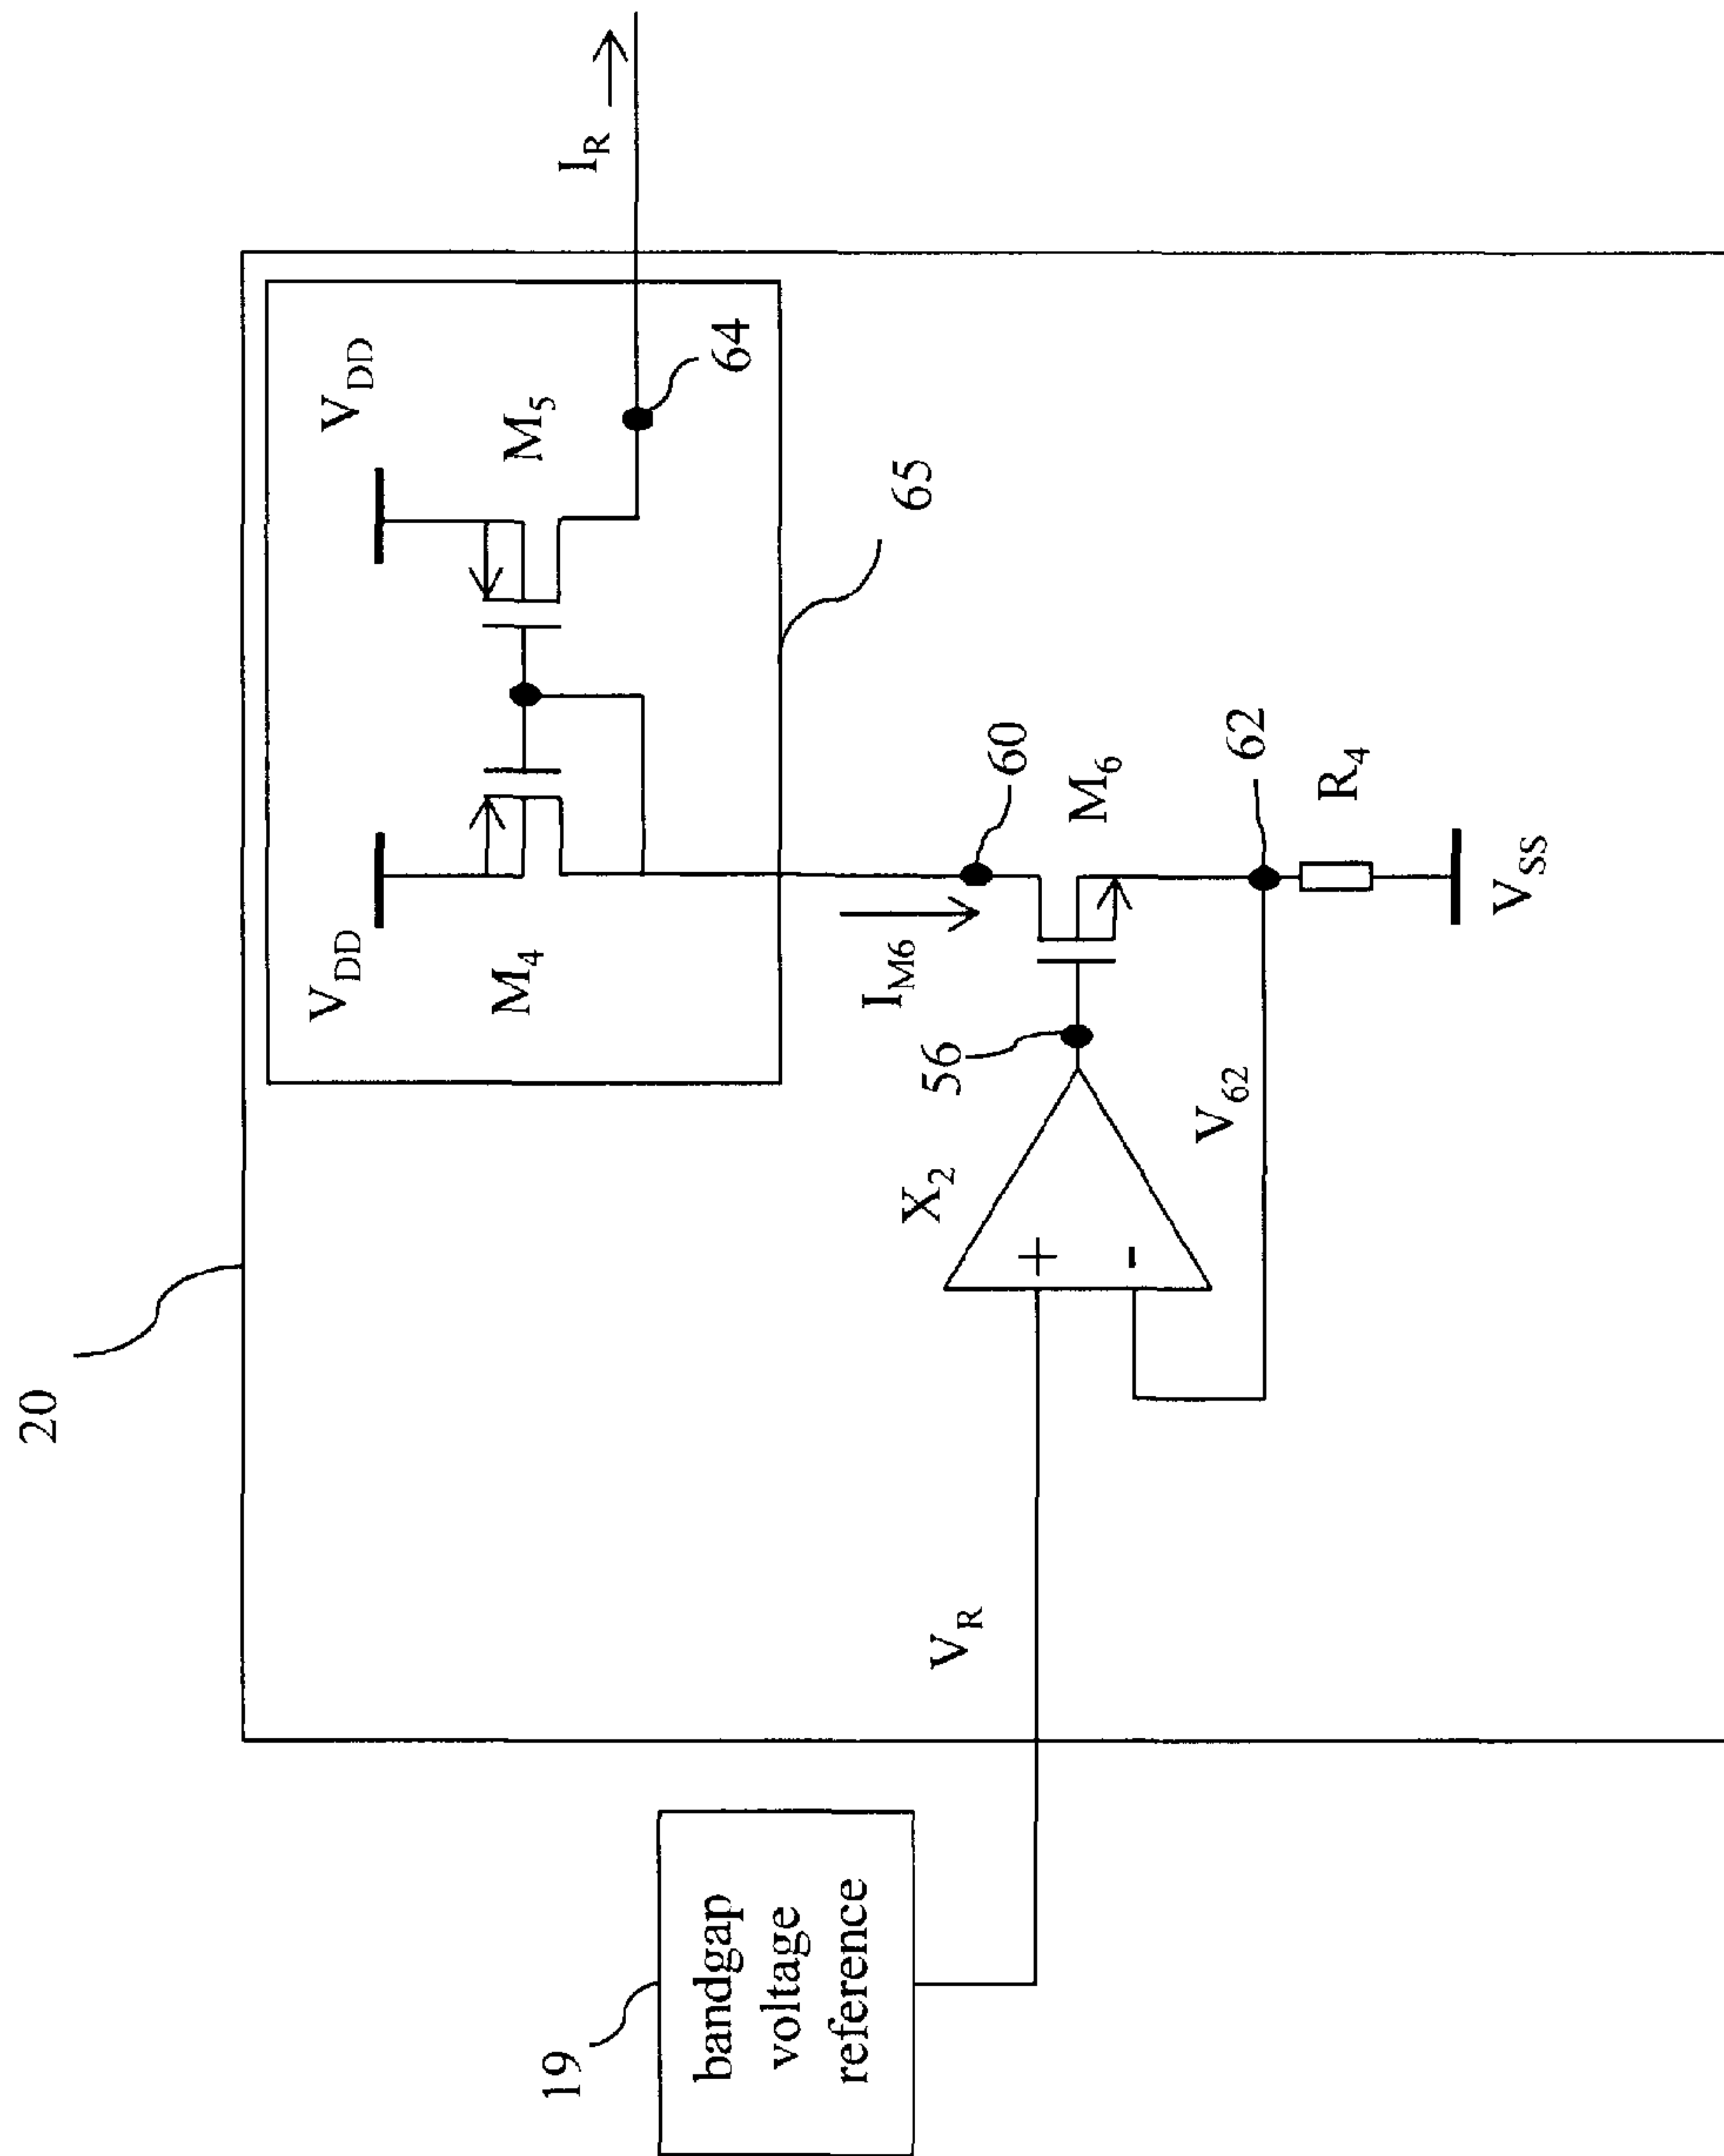 20
19
bandgap
voltage
reference
V_R
X_2
+
-
56
V_62
I_M6
60
M_6
62
R_4
V_SS
65
V_DD
M_4
V_DD
M_5
64
I_R